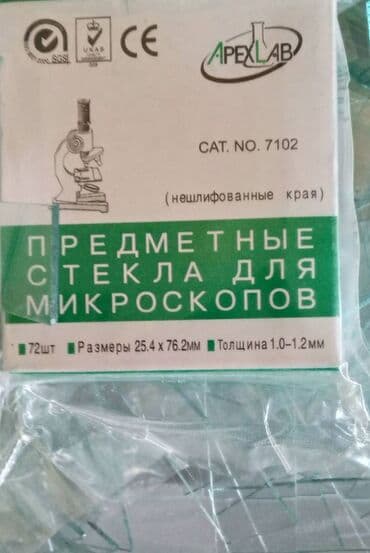 SGS
UKAS
CE
APEXLAB
CAT. NO. 7102
(нешлифованные края)
ПРЕДМЕТНЫЕ
СТЕКЛА ДЛЯ
МИКРОСКОПОВ
72шт Размеры 25.4 x 76.2мм Толщина 1.0–1.2мм